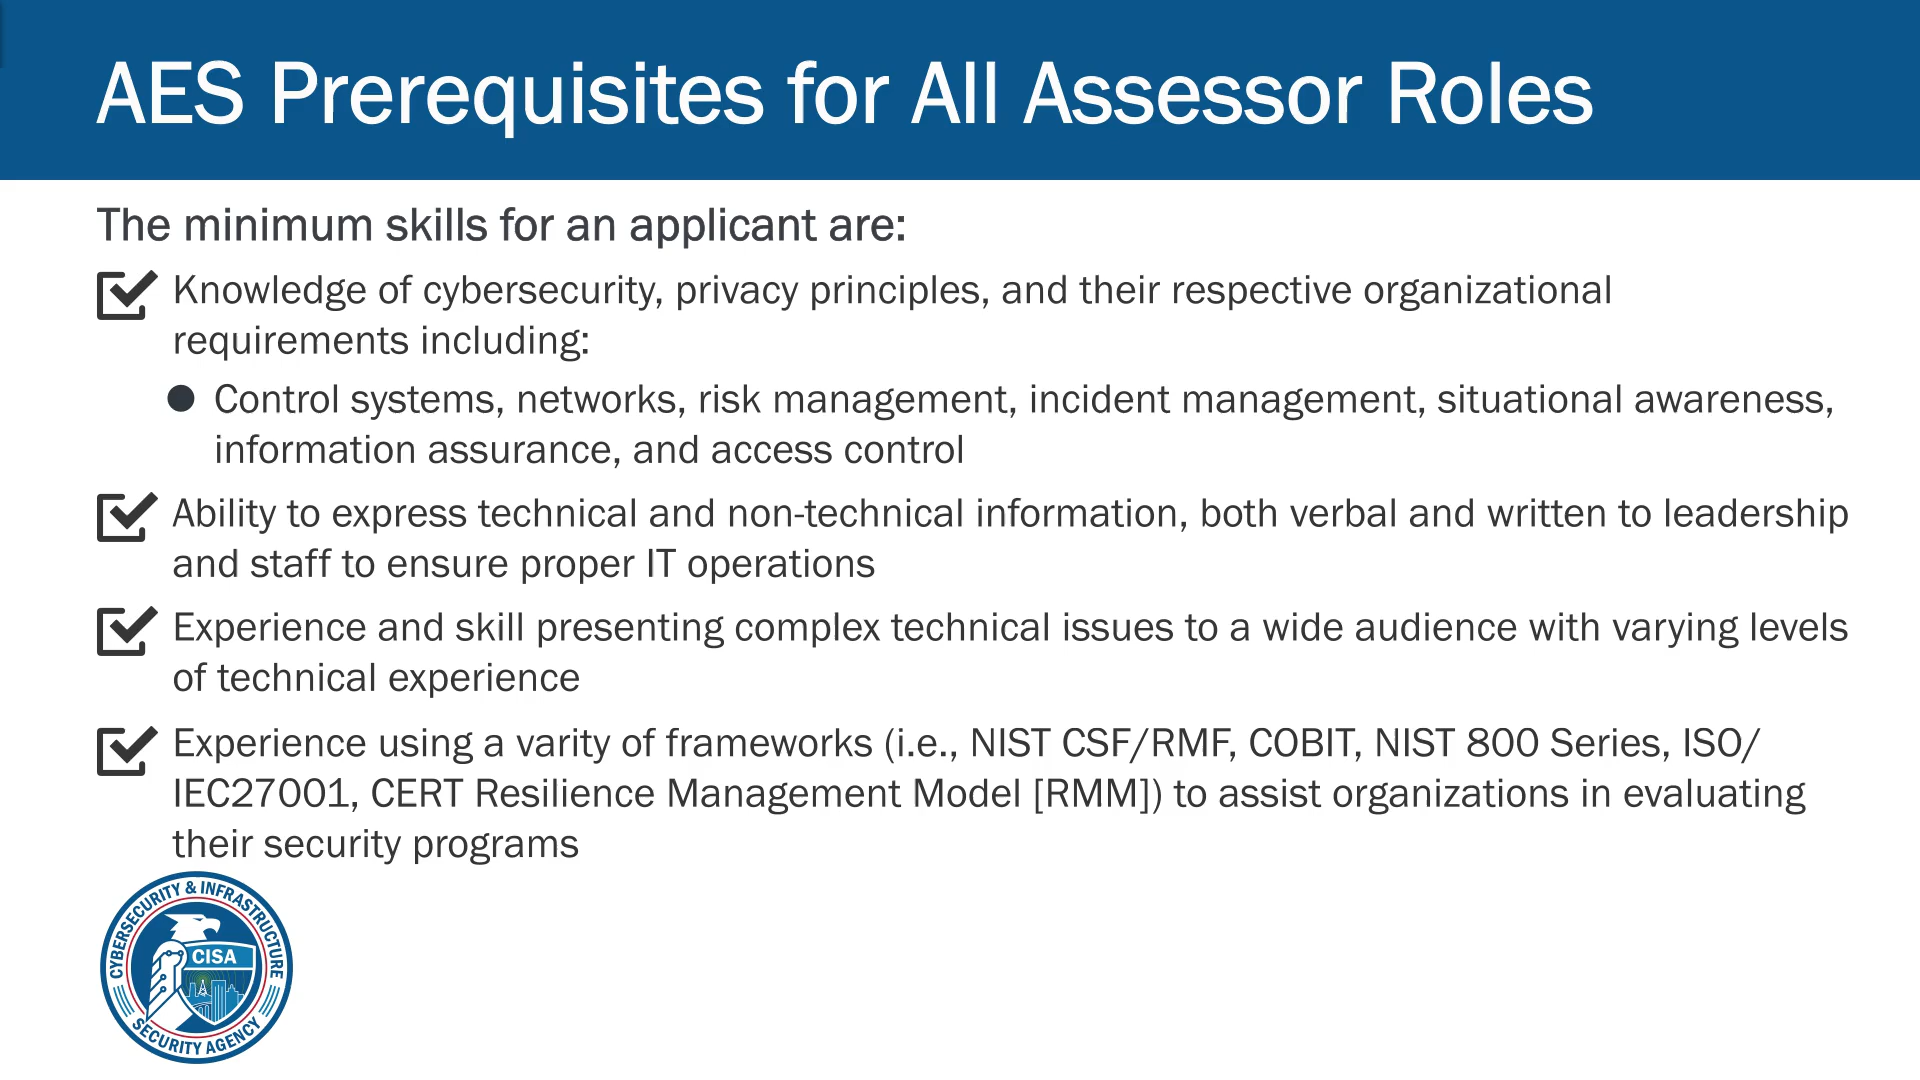 AES Prerequisites for All Assessor Roles
The minimum skills for an applicant are:
Knowledge of cybersecurity, privacy principles, and their respective organizational
requirements including:
Control systems, networks, risk management, incident management, situational awareness,
information assurance, and access control
Ability to express technical and non-technical information, both verbal and written to leadership
and staff to ensure proper IT operations
Experience and skill presenting complex technical issues to a wide audience with varying levels
of technical experience
Experience using a varity of frameworks (i.e., NIST CSF/RMF, COBIT, NIST 800 Series, ISO/
IEC27001, CERT Resilience Management Model [RMM]) to assist organizations in evaluating
their security programs
CYBERSECURITY & INFRASTRUCTURE
CISA
SECURITY AGENCY